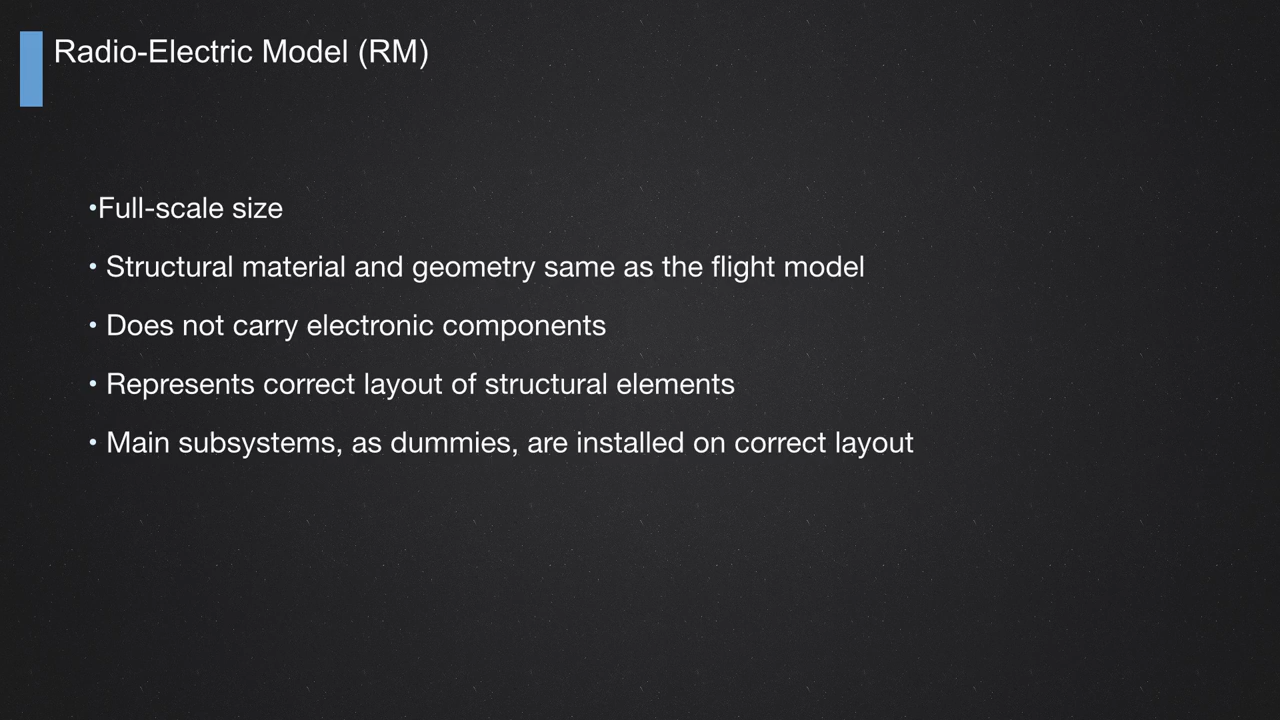 Radio-Electric Model (RM)
•Full-scale size
• Structural material and geometry same as the flight model
• Does not carry electronic components
• Represents correct layout of structural elements
• Main subsystems, as dummies, are installed on correct layout